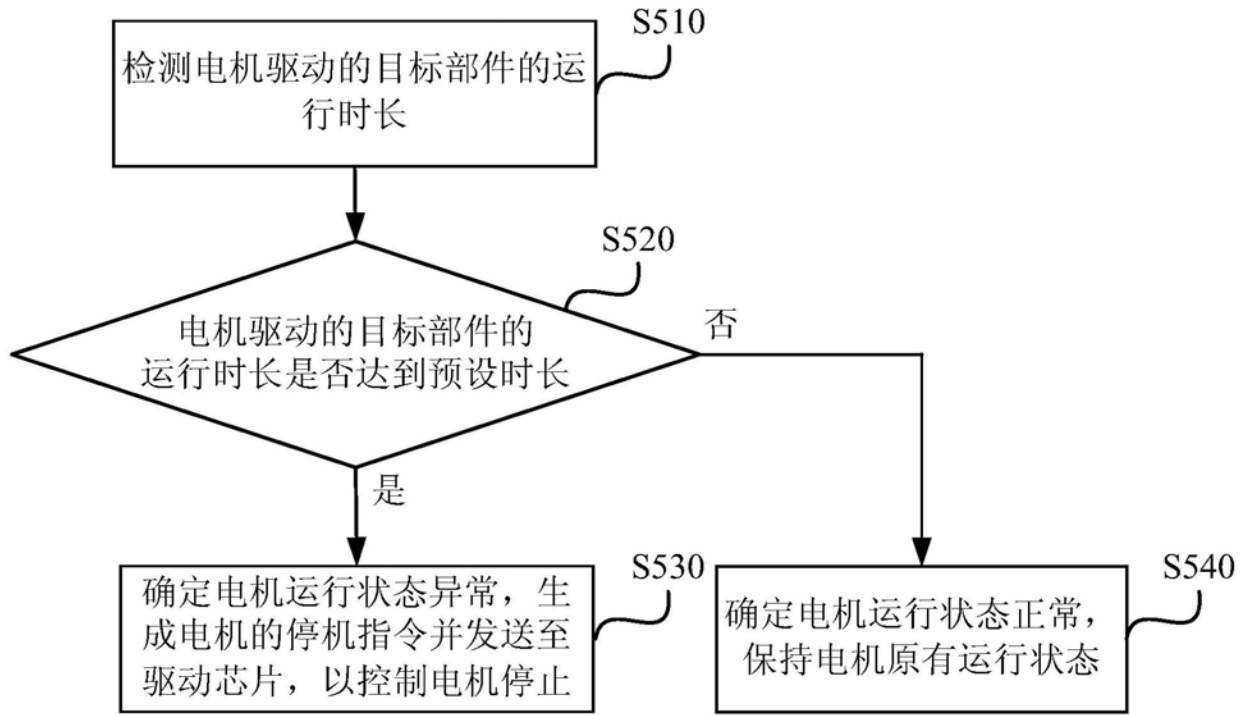 S510
检测电机驱动的目标部件的运
行时长
S520
电机驱动的目标部件的
运行时长是否达到预设时长
否
是
S530
确定电机运行状态异常，生
成电机的停机指令并发送至
驱动芯片，以控制电机停止
S540
确定电机运行状态正常，
保持电机原有运行状态